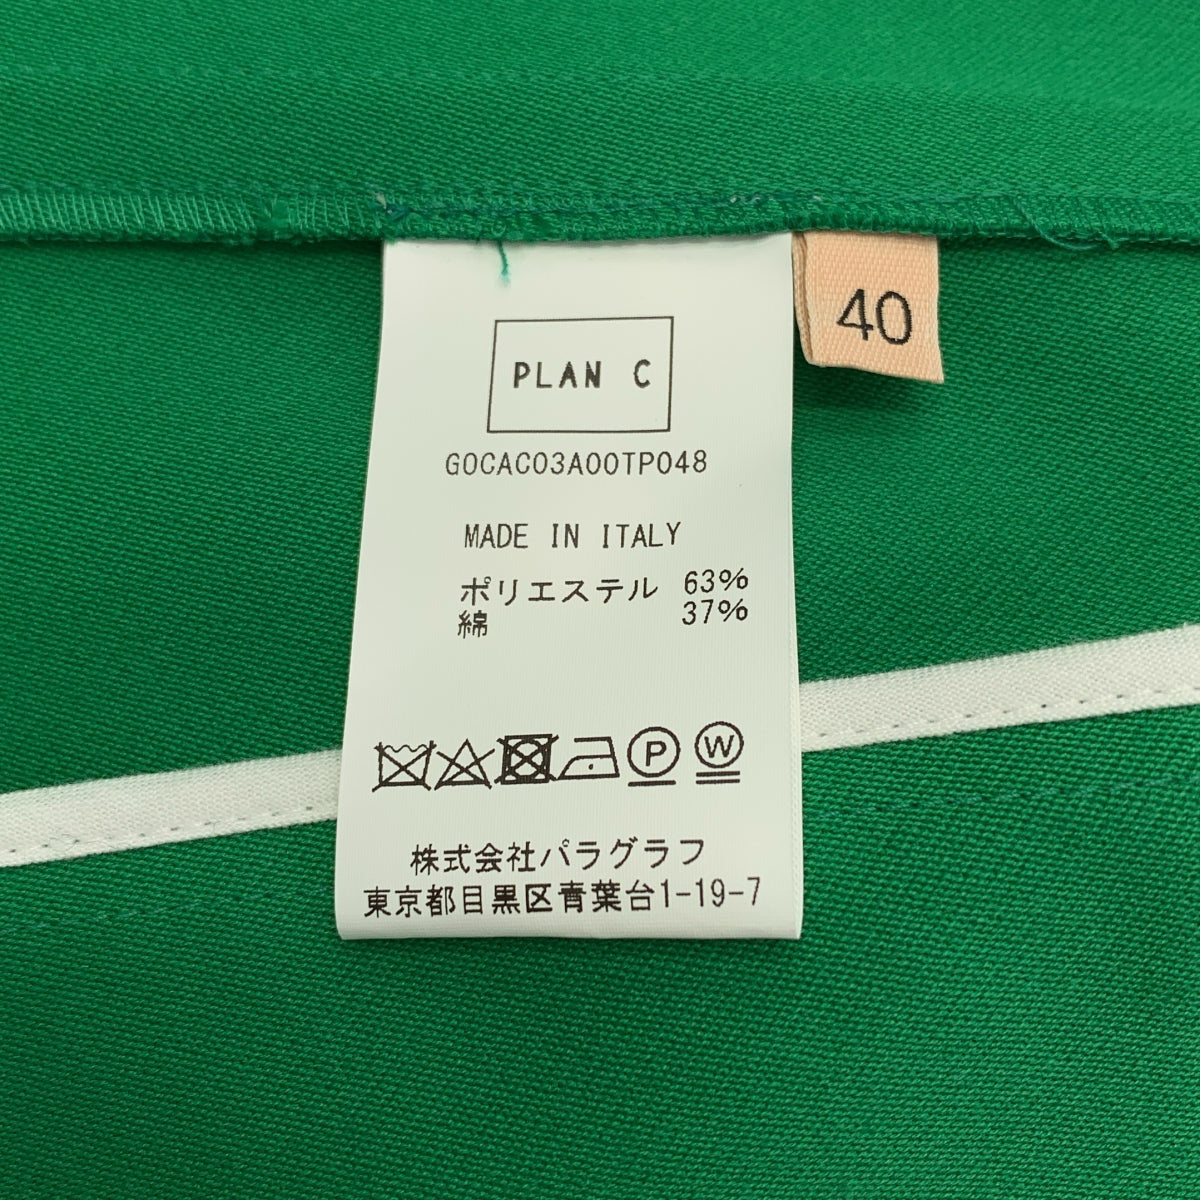 40
PLAN C
G0CAC03A00TP048
MADE IN ITALY
ポリエステル 63%
綿 37%
P W
株式会社パラグラフ
東京都目黒区青葉台1-19-7